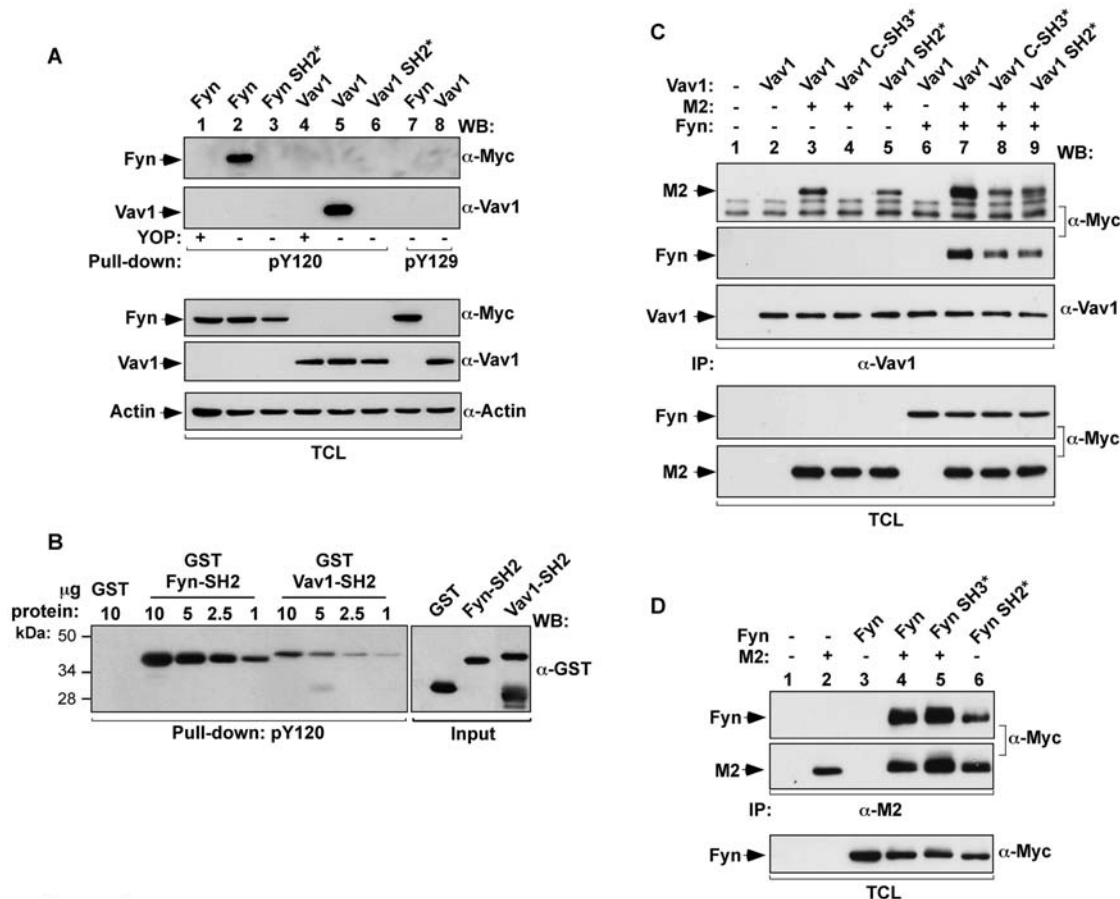 A
Fyn Fyn Fyn SH2* Vav1 Vav1 Vav1 SH2* Fyn Vav1
1 2 3 4 5 6 7 8 WB:
Fyn α-Myc
Vav1 α-Vav1
YOP: + - - + - - - -
Pull-down: pY120 pY129
Fyn α-Myc
Vav1 α-Vav1
Actin α-Actin
TCL
B
GST GST
μg GST Fyn-SH2 Vav1-SH2 GST Fyn-SH2 Vav1-SH2
protein: 10 10 5 2.5 1 10 5 2.5 1 WB:
kDa: 50
34
28
α-GST
Pull-down: pY120 Input
C
Vav1: - Vav1 Vav1 Vav1 C-SH3* Vav1 SH2* Vav1 Vav1 Vav1 C-SH3* Vav1 SH2*
M2: - - + + + - + + +
Fyn: - - - - - + + + +
1 2 3 4 5 6 7 8 9 WB:
M2
α-Myc
Fyn
Vav1 α-Vav1
IP: α-Vav1
Fyn
α-Myc
M2
TCL
D
Fyn - - Fyn Fyn Fyn SH3* Fyn SH2*
M2: - + - + + -
1 2 3 4 5 6
Fyn
α-Myc
M2
IP: α-M2
Fyn α-Myc
TCL